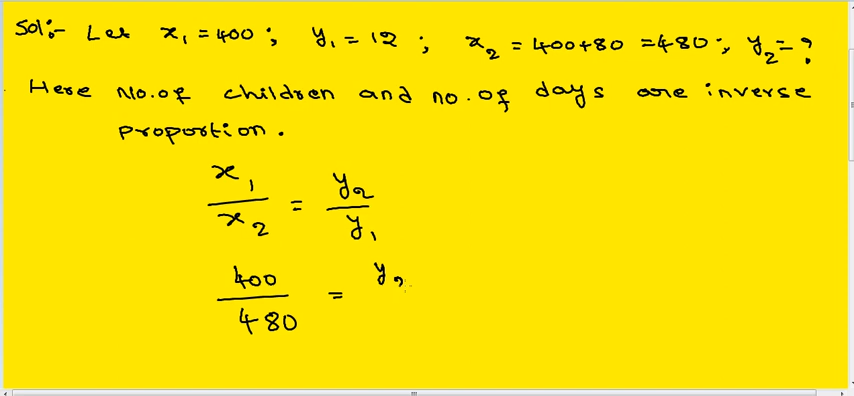 Sol:- Let x₁ = 400 ; y₁ = 12 ; x₂ = 400+80 = 480 ; y₂ = ?
Here No. of children and no. of days are inverse
proportion.
x₁/x₂ = y₂/y₁
400/480 = y₂